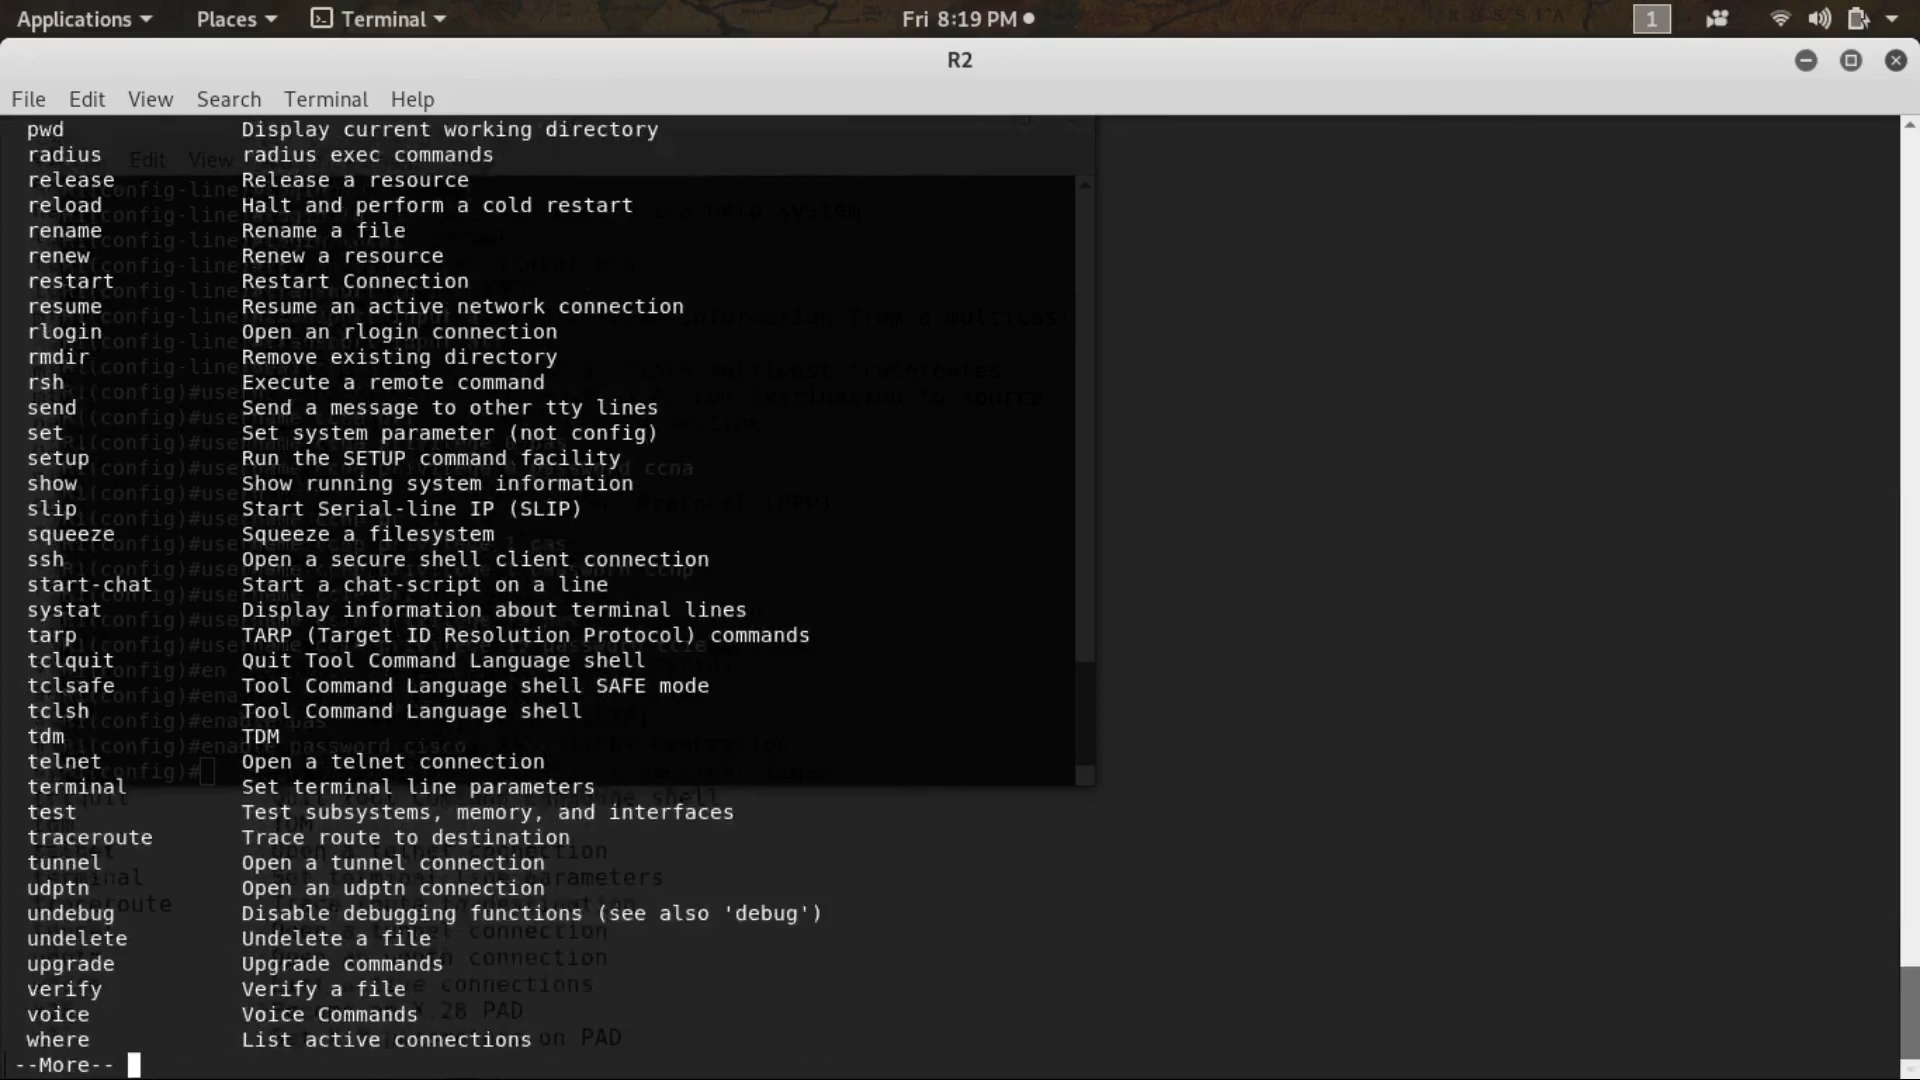 Applications Places Terminal Fri 8:19 PM 1
R2
File Edit View Search Terminal Help
pwd Display current working directory
radius radius exec commands
release Release a resource
reload Halt and perform a cold restart
rename Rename a file
renew Renew a resource
restart Restart Connection
resume Resume an active network connection
rlogin Open an rlogin connection
rmdir Remove existing directory
rsh Execute a remote command
send Send a message to other tty lines
set Set system parameter (not config)
setup Run the SETUP command facility
show Show running system information
slip Start Serial-line IP (SLIP)
squeeze Squeeze a filesystem
ssh Open a secure shell client connection
start-chat Start a chat-script on a line
systat Display information about terminal lines
tarp TARP (Target ID Resolution Protocol) commands
tclquit Quit Tool Command Language shell
tclsafe Tool Command Language shell SAFE mode
tclsh Tool Command Language shell
tdm TDM
telnet Open a telnet connection
terminal Set terminal line parameters
test Test subsystems, memory, and interfaces
traceroute Trace route to destination
tunnel Open a tunnel connection
udptn Open an udptn connection
undebug Disable debugging functions (see also 'debug')
undelete Undelete a file
upgrade Upgrade commands
verify Verify a file
voice Voice Commands
where List active connections
--More--